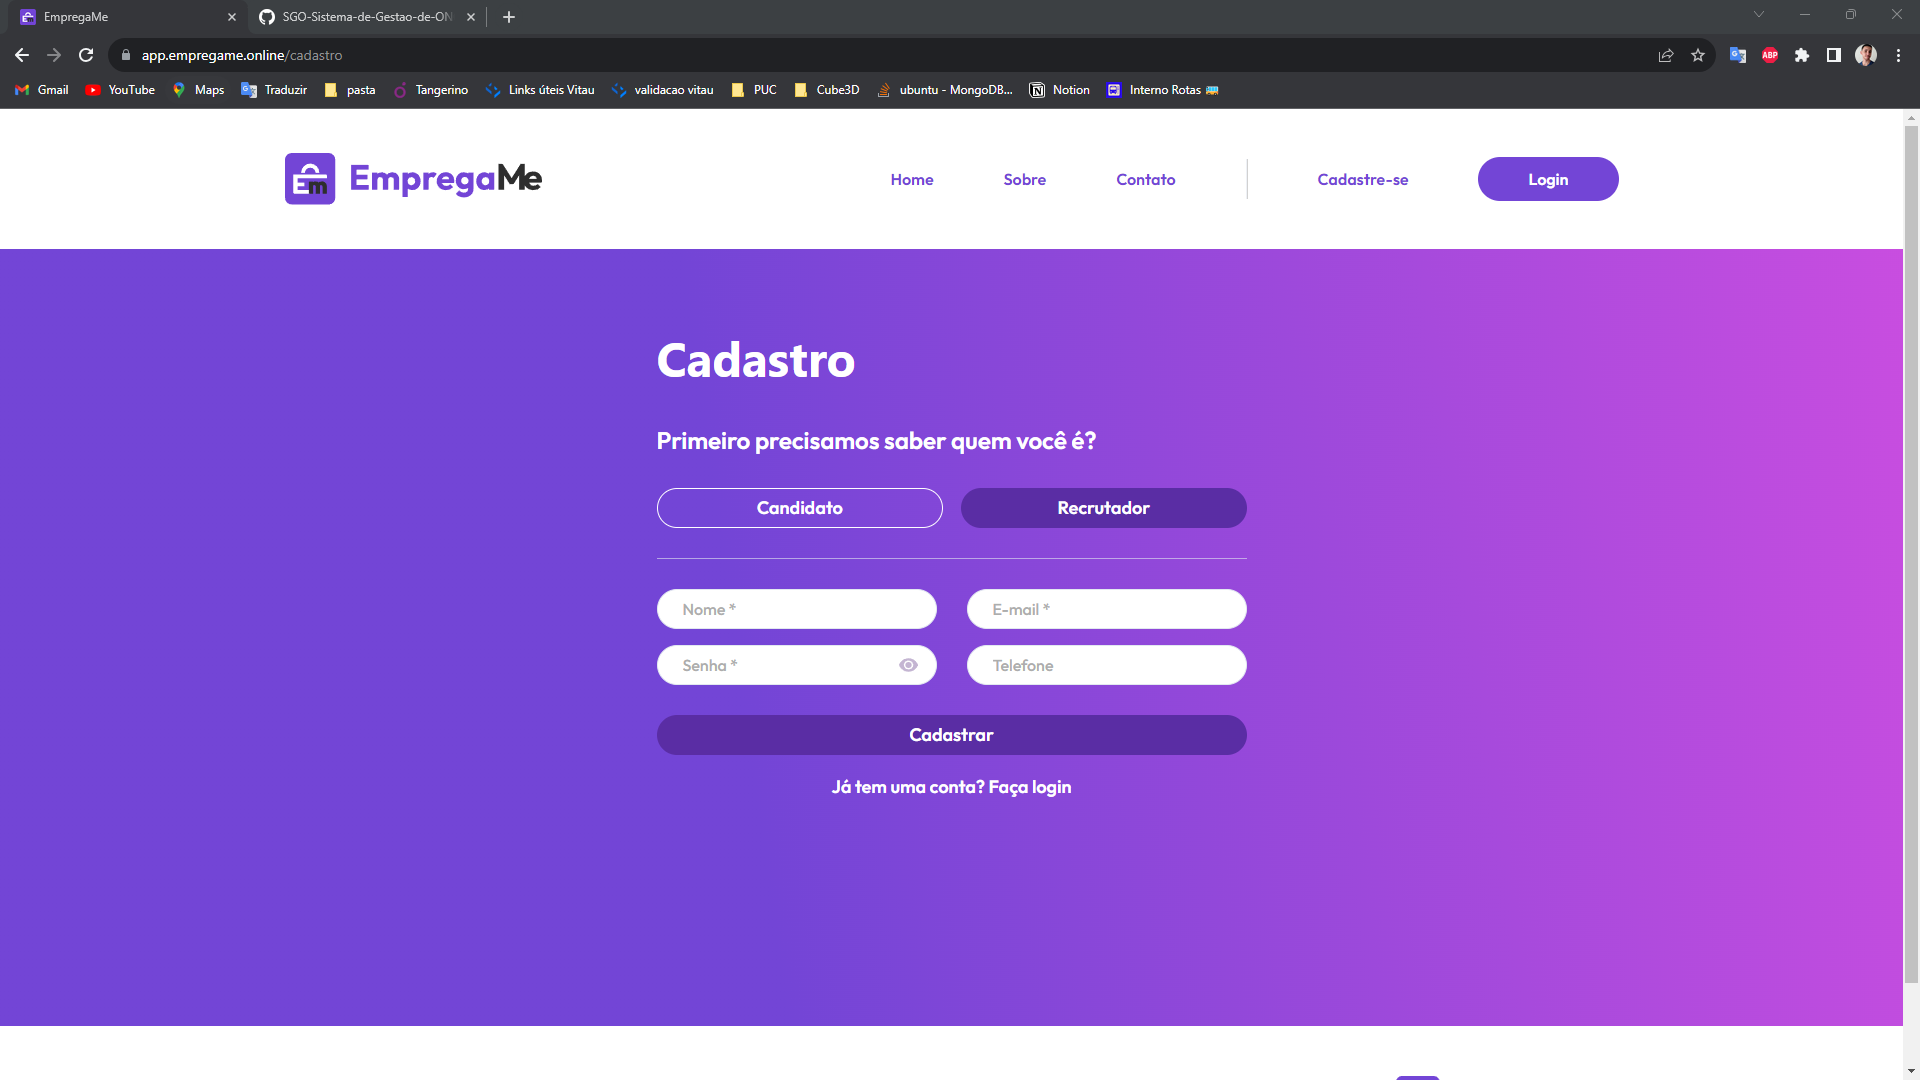 EmpregaMe
SGO-Sistema-de-Gestao-de-ON
app.empregame.online/cadastro
Gmail YouTube Maps Traduzir pasta Tangerino Links úteis Vitau validacao vitau PUC Cube3D ubuntu - MongoDB... Notion Interno Rotas
Em EmpregaMe
Home Sobre Contato Cadastre-se Login
Cadastro
Primeiro precisamos saber quem você é?
Candidato Recrutador
Nome * E-mail *
Senha * Telefone
Cadastrar
Já tem uma conta? Faça login